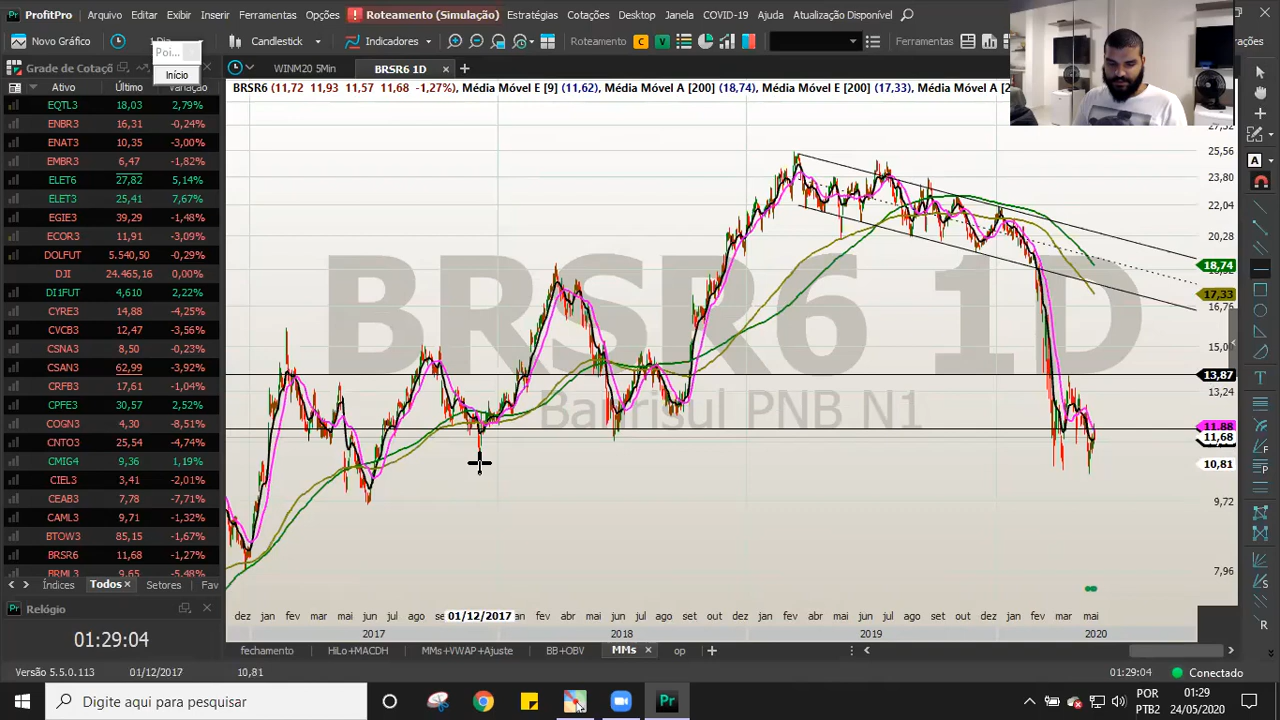 ProfitPro Arquivo Editar Exibir Inserir Ferramentas Opções Roteamento (Simulação) Estratégias Cotações Desktop Janela COVID-19 Ajuda Atualização Disponível
Novo Gráfico 1 Dia Candlestick Indicadores Roteamento C V Ferramentas
Poi...
Início
Grade de Cotaçõ
WINM20 5Min BRSR6 1D
Ativo Último Variação
BRSR6 (11,72 11,93 11,57 11,68 -1,27%), Média Móvel E [9] (11,62), Média Móvel A [200] (18,74), Média Móvel E [200] (17,33), Média Móvel A [2
EQTL3 18,03 2,79%
ENBR3 16,31 -0,24%
ENAT3 10,35 -3,00%
EMBR3 6,47 -1,82%
ELET6 27,82 5,14%
ELET3 25,41 7,67%
EGIE3 39,29 -1,48%
ECOR3 11,91 -3,09%
DOLFUT 5.540,50 -0,29%
DJI 24.465,16 0,00%
DI1FUT 4,610 2,22%
CYRE3 14,88 -4,25%
CVCB3 12,47 -3,56%
CSNA3 8,50 -0,23%
CSAN3 62,99 -3,92%
CRFB3 17,61 -1,04%
CPFE3 30,57 2,52%
COGN3 4,30 -8,51%
CNTO3 25,54 -4,74%
CMIG4 9,36 1,19%
CIEL3 3,41 -2,01%
CEAB3 7,78 -7,71%
CAML3 9,71 -1,32%
BTOW3 85,15 -1,67%
BRSR6 11,68 -1,27%
BRML3 9,65 -5,48%
BRSR6 1D
Banrisul PNB N1
27,32
25,56
23,80
22,04
20,28
18,74
17,33
16,76
15,00
13,87
13,24
11,88
11,68
10,81
9,72
7,96
Índices Todos Setores Fav
dez jan fev mar mai jun jul ago se 01/12/2017 an fev abr mai jun jul ago set out dez jan fev abr mai jun jul ago set out dez jan fev mar mai
2017 2018 2019 2020
Relógio
01:29:04
fechamento HiLo+MACDH MMs+VWAP+Ajuste BB+OBV MMs op
Versão 5.5.0.113 01/12/2017 10,81 01:29:04 Conectado
Digite aqui para pesquisar
Pr
POR
PTB2
01:29
24/05/2020